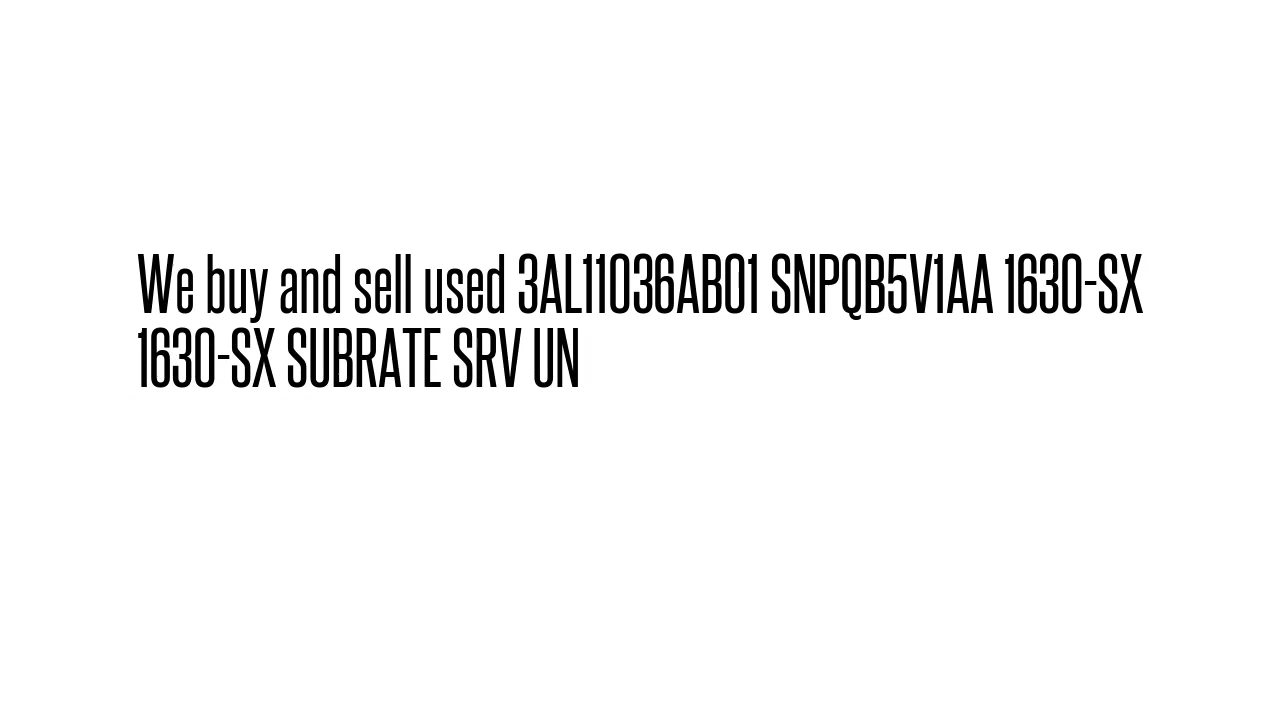 We buy and sell used 3AL11036AB01 SNPQB5V1AA 1630-SX
1630-SX SUBRATE SRV UN